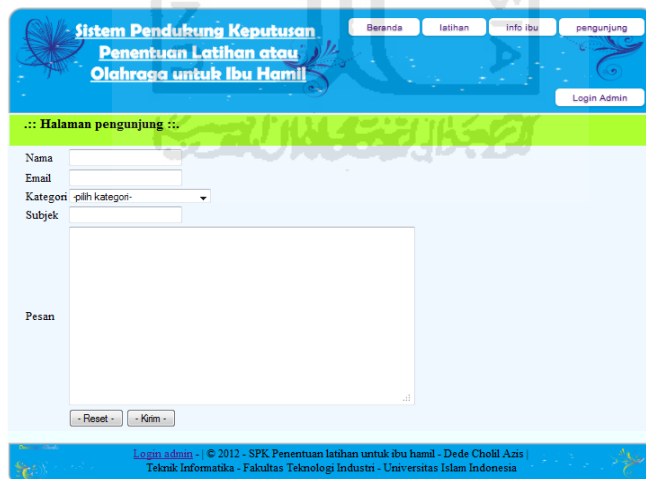 Sistem Pendukung Keputusan
Penentuan Latihan atau
Olahraga untuk Ibu Hamil
Beranda
latihan
info ibu
pengunjung
Login Admin
.:: Halaman pengunjung ::.
Nama
Email
Kategori -pilih kategori-
Subjek
Pesan
- Reset -
- Kirim -
Login admin - | © 2012 - SPK Penentuan latihan untuk ibu hamil - Dede Cholil Azis |
Teknik Informatika - Fakultas Teknologi Industri - Universitas Islam Indonesia